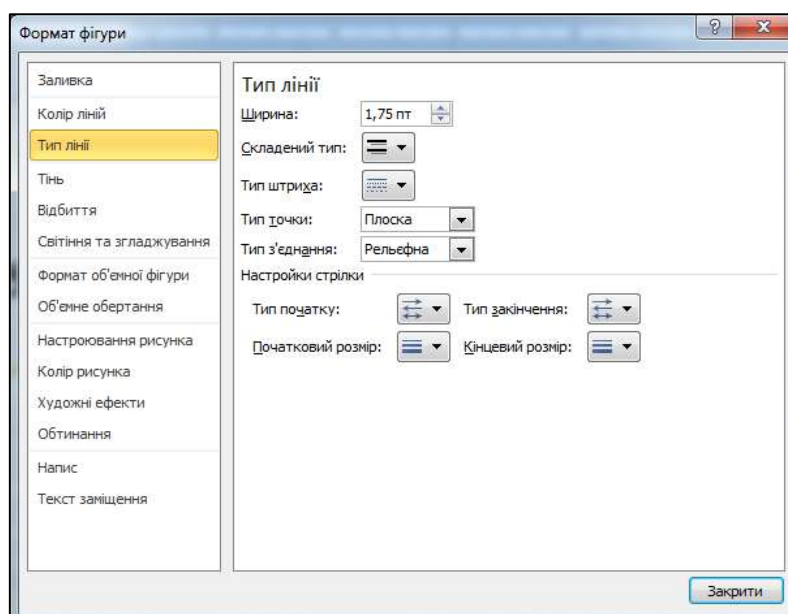 Формат фігури
Заливка
Колір ліній
Тип лінії
Тінь
Відбиття
Світіння та згладжування
Формат об'ємної фігури
Об'ємне обертання
Настроювання рисунка
Колір рисунка
Художні ефекти
Обтинання
Напис
Текст заміщення
Тип лінії
Ширина: 1,75 пт
Складений тип:
Тип штриха:
Тип точки: Плоска
Тип з'єднання: Рельєфна
Настройки стрілки
Тип початку: Тип закінчення:
Початковий розмір: Кінцевий розмір:
Закрити